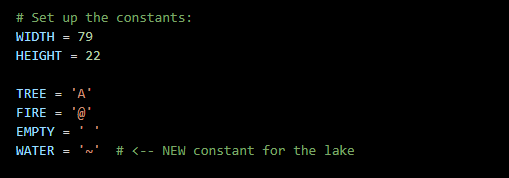 # Set up the constants:
WIDTH = 79
HEIGHT = 22
TREE = 'A'
FIRE = '@'
EMPTY = ' '
WATER = '~'  # <-- NEW constant for the lake